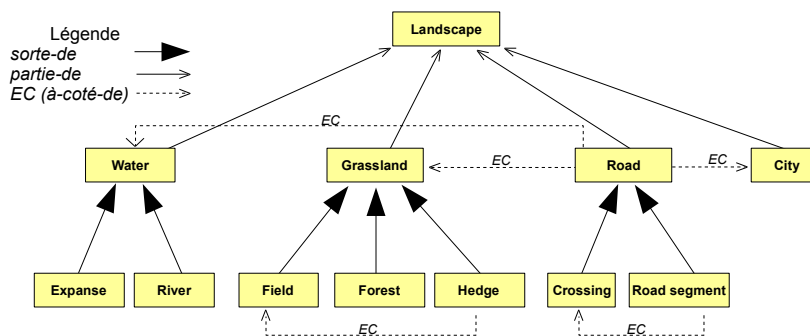 Légende
sorte-de
partie-de
EC (à-coté-de)
Landscape
EC
Water
Grassland
EC
Road
EC
City
Expanse
River
Field
Forest
Hedge
Crossing
Road segment
EC
EC